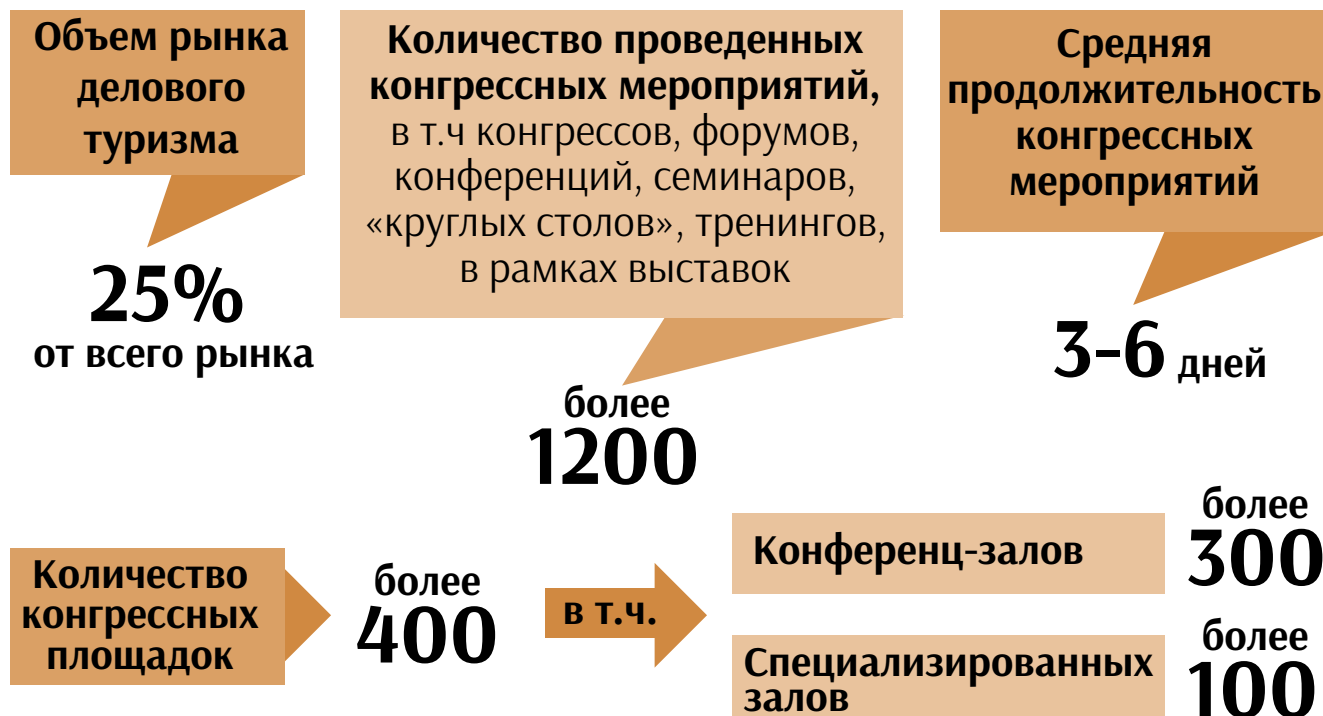 Объем рынка
делового
туризма
25%
от всего рынка
Количество проведенных
конгрессных мероприятий,
в т.ч конгрессов, форумов,
конференций, семинаров,
«круглых столов», тренингов,
в рамках выставок
более
1200
Средняя
продолжительность
конгрессных
мероприятий
3-6 дней
Количество
конгрессных
площадок
более
400
в т.ч.
Конференц-залов
более
300
Специализированных
залов
более
100